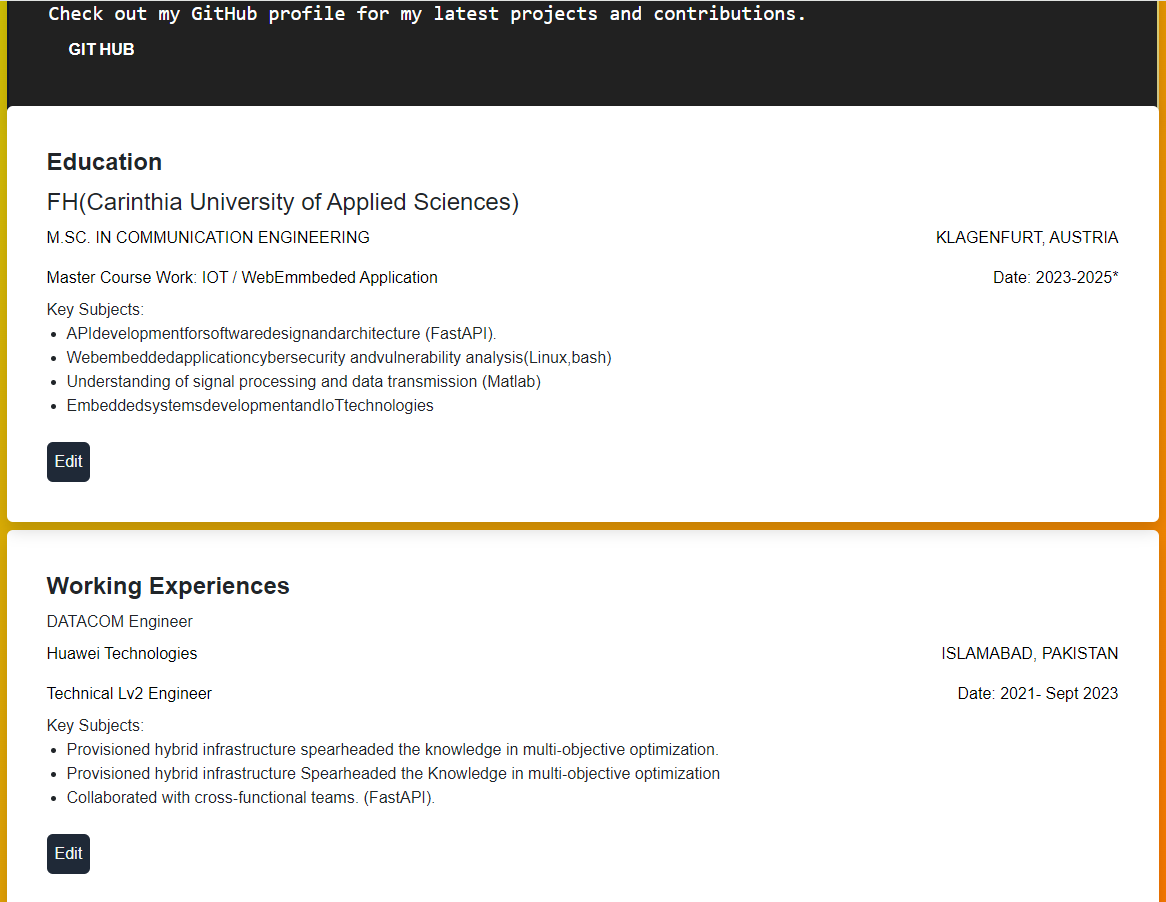 Check out my GitHub profile for my latest projects and contributions.
GIT HUB
Education
FH(Carinthia University of Applied Sciences)
M.SC. IN COMMUNICATION ENGINEERING KLAGENFURT, AUSTRIA
Master Course Work: IOT / WebEmmbeded Application Date: 2023-2025*
Key Subjects:
• APIdevelopmentforsoftwaredesignandarchitecture (FastAPI).
• Webembeddedapplicationcybersecurity andvulnerability analysis(Linux,bash)
• Understanding of signal processing and data transmission (Matlab)
• EmbeddedsystemsdevelopmentandIoTtechnologies
Edit
Working Experiences
DATACOM Engineer
Huawei Technologies ISLAMABAD, PAKISTAN
Technical Lv2 Engineer Date: 2021- Sept 2023
Key Subjects:
• Provisioned hybrid infrastructure spearheaded the knowledge in multi-objective optimization.
• Provisioned hybrid infrastructure Spearheaded the Knowledge in multi-objective optimization
• Collaborated with cross-functional teams. (FastAPI).
Edit